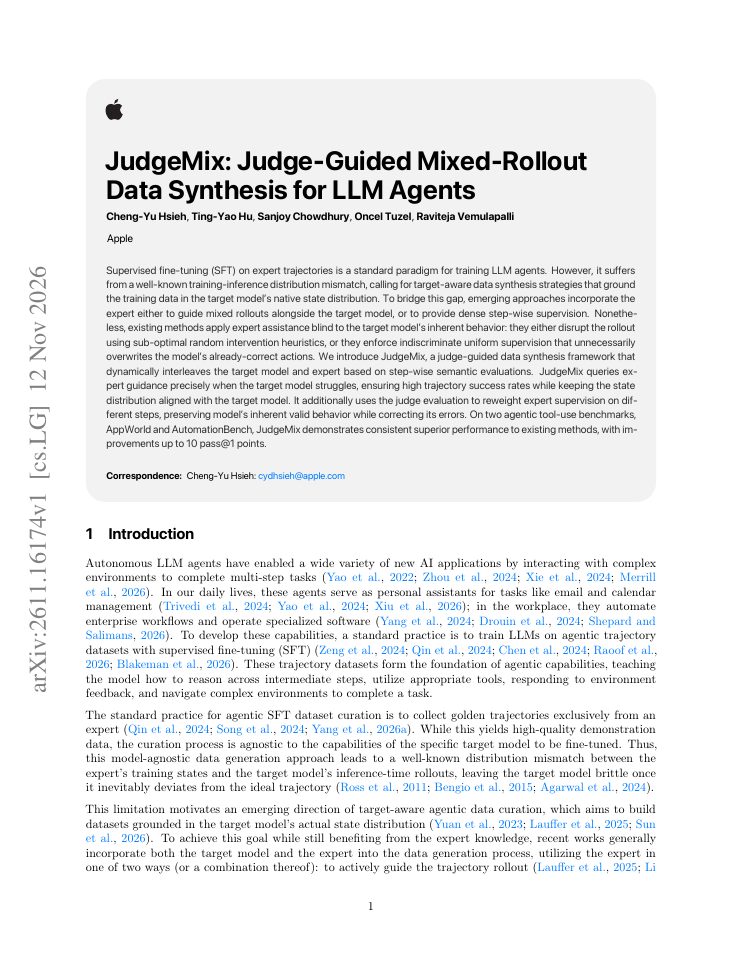 arXiv:2611.16174v1 [cs.LG] 12 Nov 2026
JudgeMix: Judge-Guided Mixed-Rollout
Data Synthesis for LLM Agents
Cheng-Yu Hsieh, Ting-Yao Hu, Sanjoy Chowdhury, Oncel Tuzel, Raviteja Vemulapalli
Apple
Supervised fine-tuning (SFT) on expert trajectories is a standard paradigm for training LLM agents. However, it suffers
from a well-known training-inference distribution mismatch, calling for target-aware data synthesis strategies that ground
the training data in the target model's native state distribution. To bridge this gap, emerging approaches incorporate the
expert either to guide mixed rollouts alongside the target model, or to provide dense step-wise supervision. Nonethe-
less, existing methods apply expert assistance blind to the target model's inherent behavior: they either disrupt the rollout
using sub-optimal random intervention heuristics, or they enforce indiscriminate uniform supervision that unnecessarily
overwrites the model's already-correct actions. We introduce JudgeMix, a judge-guided data synthesis framework that
dynamically interleaves the target model and expert based on step-wise semantic evaluations. JudgeMix queries ex-
pert guidance precisely when the target model struggles, ensuring high trajectory success rates while keeping the state
distribution aligned with the target model. It additionally uses the judge evaluation to reweight expert supervision on dif-
ferent steps, preserving model's inherent valid behavior while correcting its errors. On two agentic tool-use benchmarks,
AppWorld and AutomationBench, JudgeMix demonstrates consistent superior performance to existing methods, with im-
provements up to 10 pass@1 points.
Correspondence: Cheng-Yu Hsieh: cydhsieh@apple.com
1 Introduction
Autonomous LLM agents have enabled a wide variety of new AI applications by interacting with complex
environments to complete multi-step tasks (Yao et al., 2022; Zhou et al., 2024; Xie et al., 2024; Merrill
et al., 2026). In our daily lives, these agents serve as personal assistants for tasks like email and calendar
management (Trivedi et al., 2024; Yao et al., 2024; Xiu et al., 2026); in the workplace, they automate
enterprise workflows and operate specialized software (Yang et al., 2024; Drouin et al., 2024; Shepard and
Salimans, 2026). To develop these capabilities, a standard practice is to train LLMs on agentic trajectory
datasets with supervised fine-tuning (SFT) (Zeng et al., 2024; Qin et al., 2024; Chen et al., 2024; Raoof et al.,
2026; Blakeman et al., 2026). These trajectory datasets form the foundation of agentic capabilities, teaching
the model how to reason across intermediate steps, utilize appropriate tools, responding to environment
feedback, and navigate complex environments to complete a task.
The standard practice for agentic SFT dataset curation is to collect golden trajectories exclusively from an
expert (Qin et al., 2024; Song et al., 2024; Yang et al., 2026a). While this yields high-quality demonstration
data, the curation process is agnostic to the capabilities of the specific target model to be fine-tuned. Thus,
this model-agnostic data generation approach leads to a well-known distribution mismatch between the
expert's training states and the target model's inference-time rollouts, leaving the target model brittle once
it inevitably deviates from the ideal trajectory (Ross et al., 2011; Bengio et al., 2015; Agarwal et al., 2024).
This limitation motivates an emerging direction of target-aware agentic data curation, which aims to build
datasets grounded in the target model's actual state distribution (Yuan et al., 2023; Lauffer et al., 2025; Sun
et al., 2026). To achieve this goal while still benefiting from the expert knowledge, recent works generally
incorporate both the target model and the expert into the data generation process, utilizing the expert in
one of two ways (or a combination thereof): to actively guide the trajectory rollout (Lauffer et al., 2025; Li
1